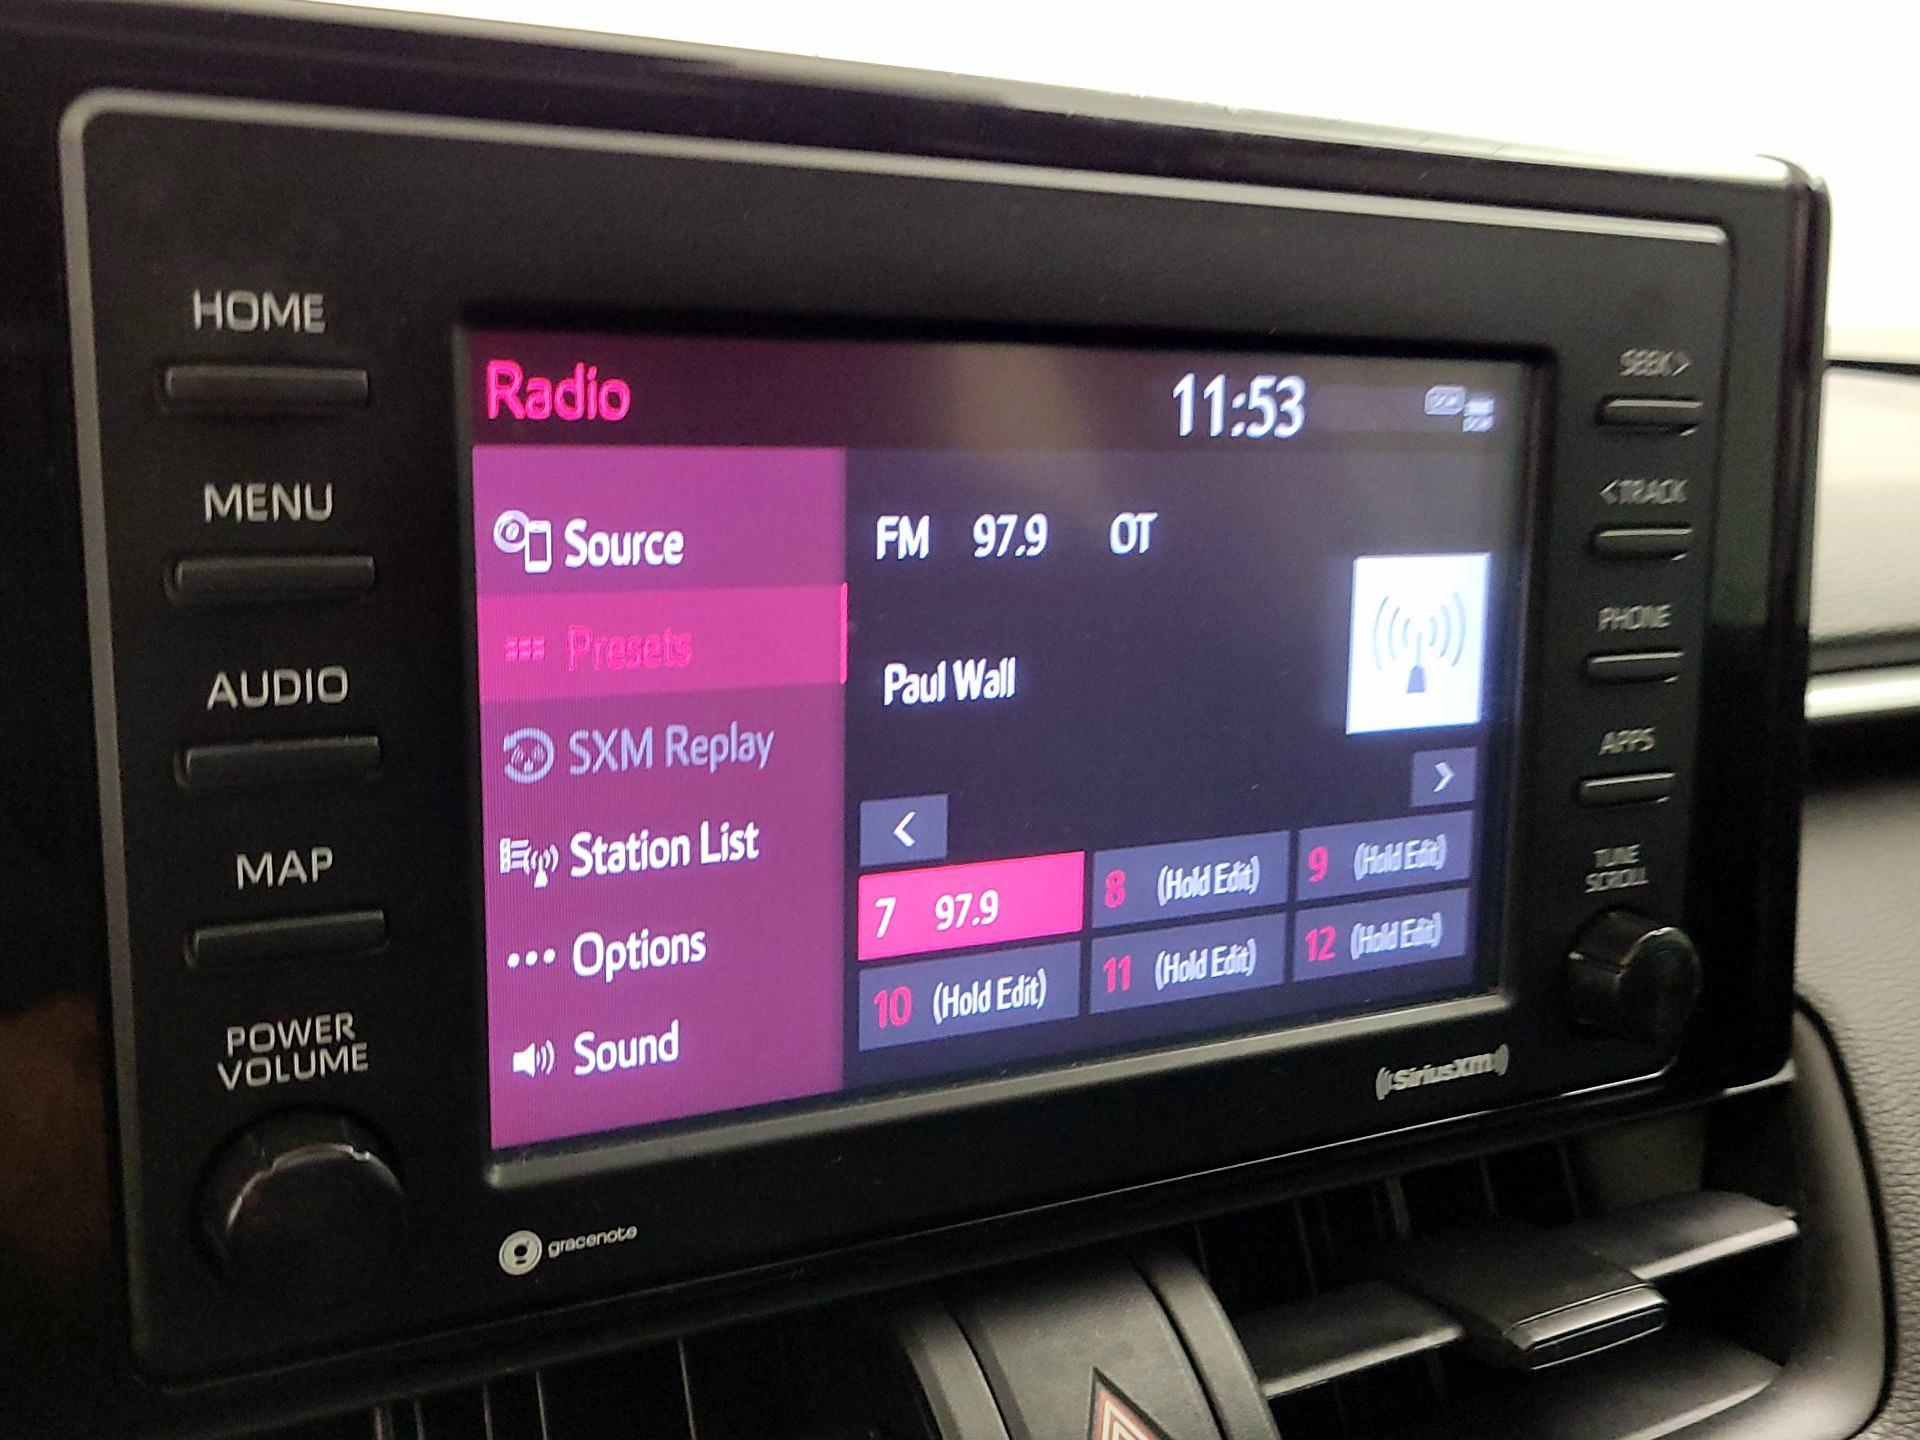 HOME
MENU
AUDIO
MAP
POWER
VOLUME
Radio
11:53
Source
Presets
SXM Replay
Station List
Options
Sound
FM 97.9 OT
Paul Wall
<
>
7 97.9
8 (Hold Edit)
9 (Hold Edit)
10 (Hold Edit)
11 (Hold Edit)
12 (Hold Edit)
SEEK >
< TRACK
PHONE
APPS
TUNE
SCROLL
gracenote
((SiriusXM))